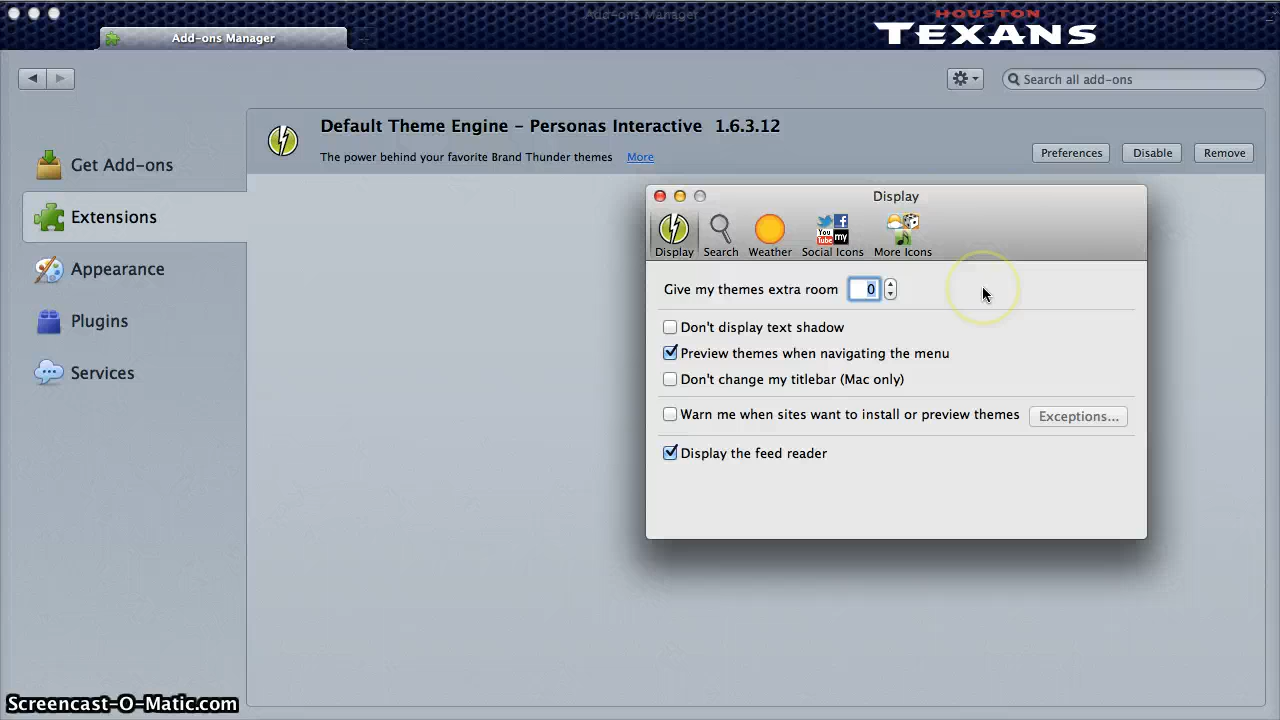 Add-ons Manager
HOUSTON
TEXANS
Add-ons Manager
Search all add-ons
Default Theme Engine - Personas Interactive 1.6.3.12
The power behind your favorite Brand Thunder themes More
Preferences
Disable
Remove
Get Add-ons
Extensions
Appearance
Plugins
Services
Display
Display
Search
Weather
You
Tube
f
my
Social Icons
More Icons
Give my themes extra room 0
Don't display text shadow
Preview themes when navigating the menu
Don't change my titlebar (Mac only)
Warn me when sites want to install or preview themes Exceptions...
Display the feed reader
Screencast-O-Matic.com